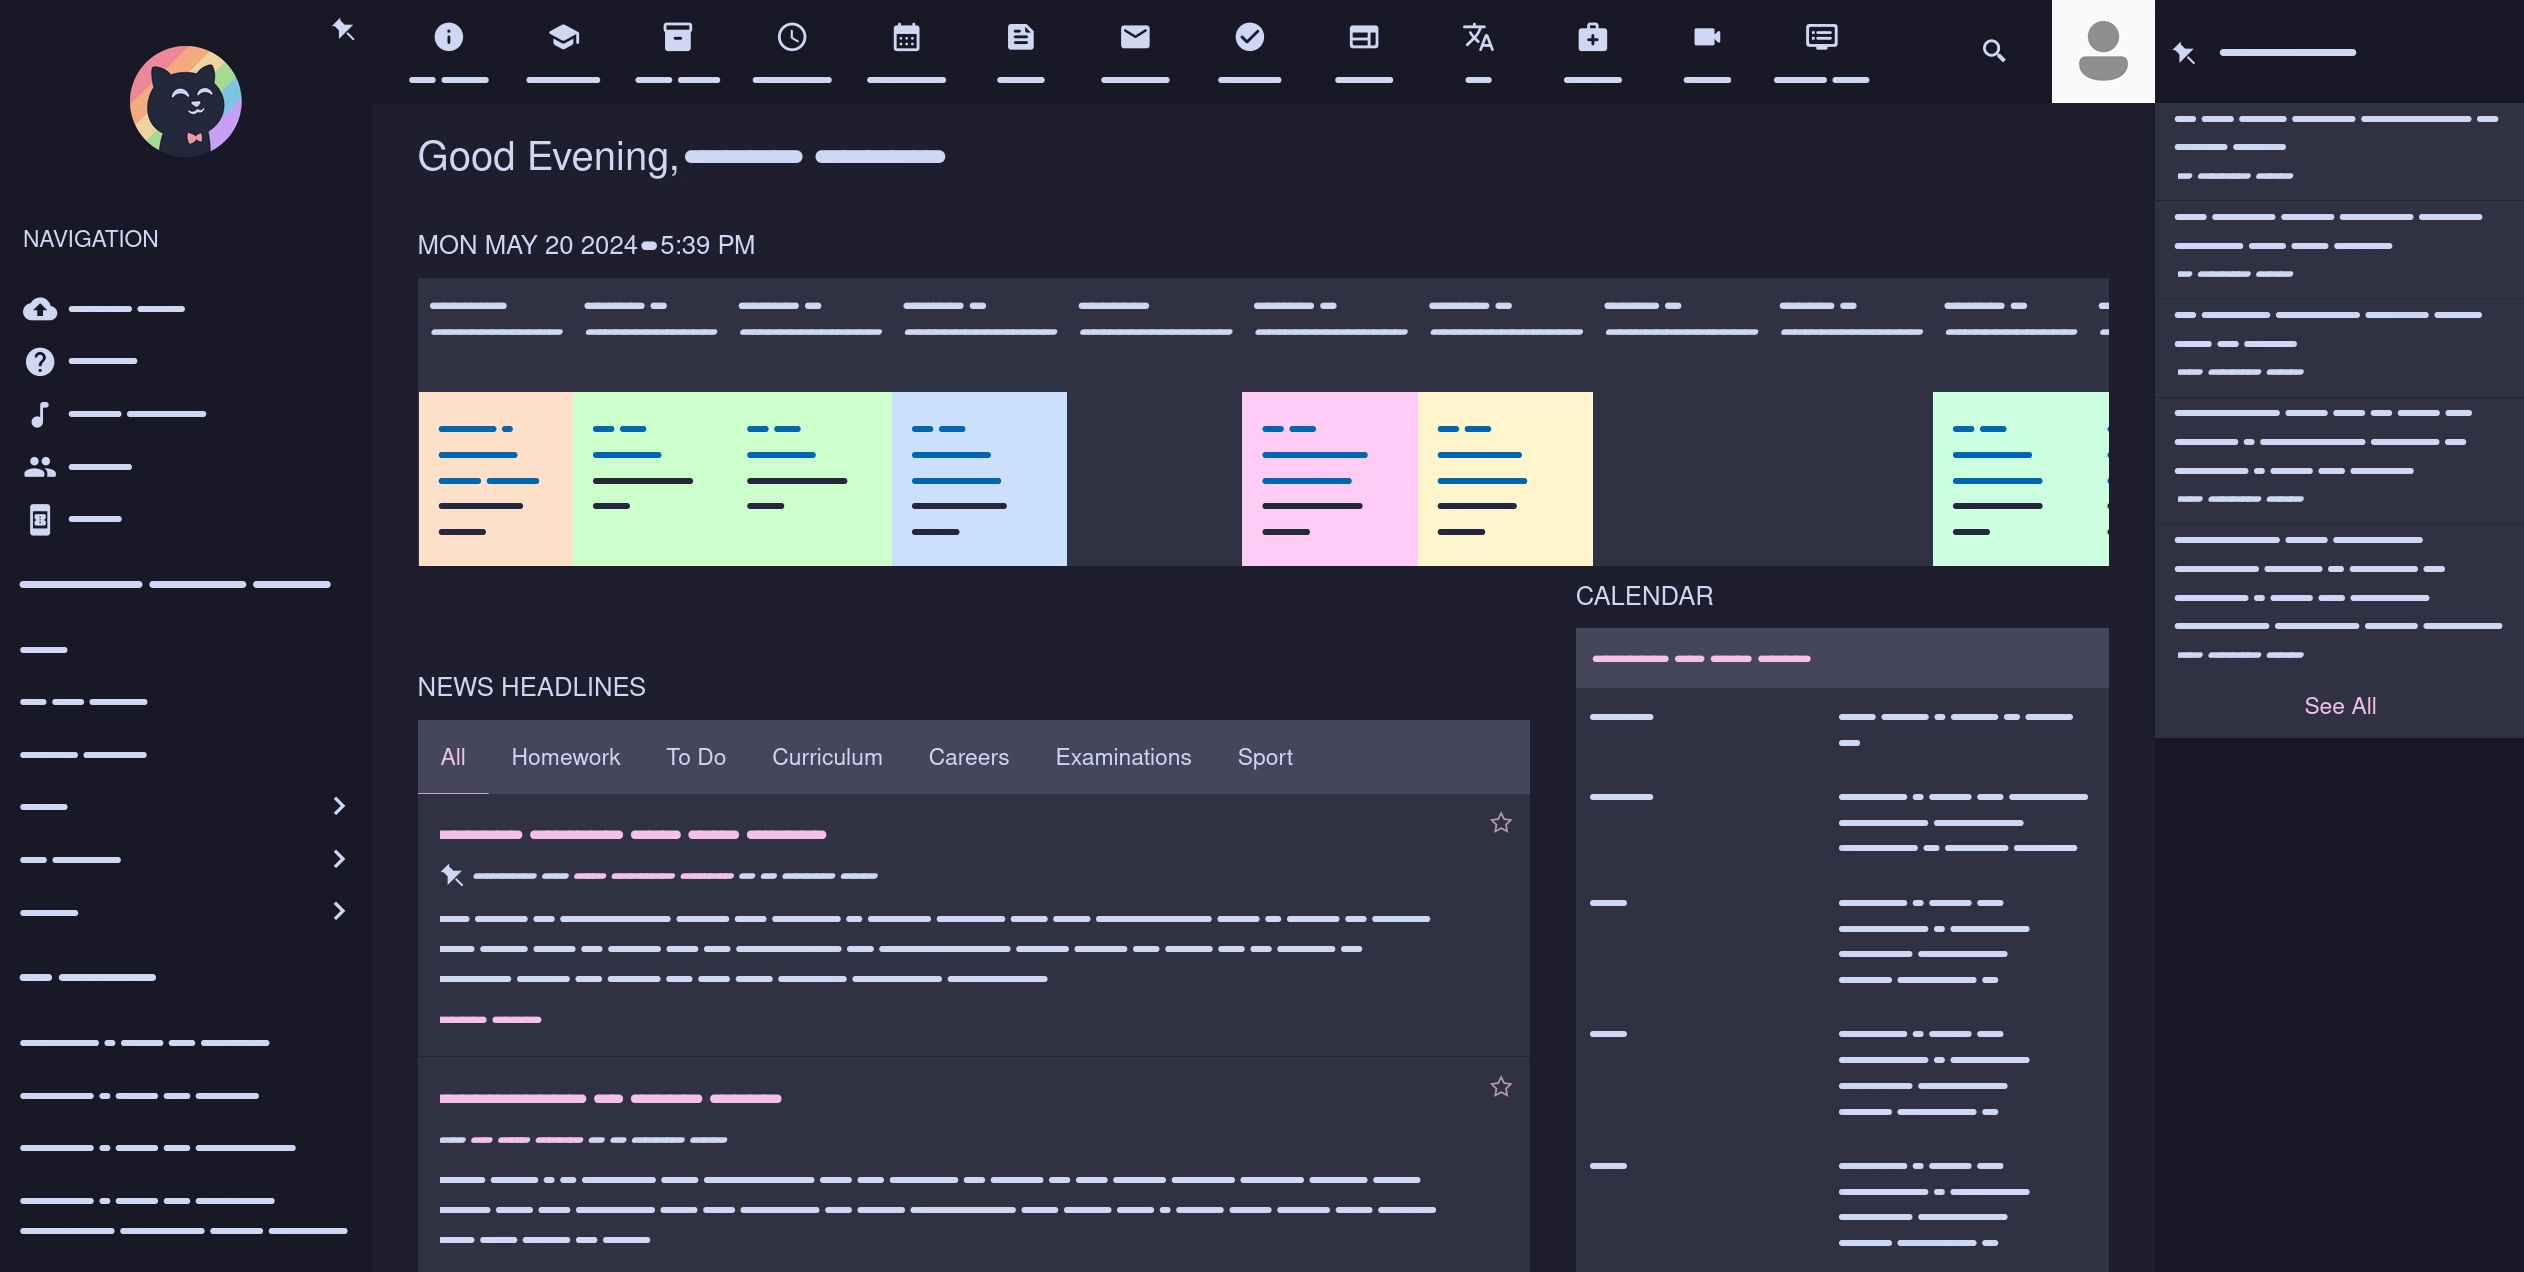 NAVIGATION
Good Evening,
MON MAY 20 2024
5:39 PM
CALENDAR
NEWS HEADLINES
All Homework To Do Curriculum Careers Examinations Sport
See All